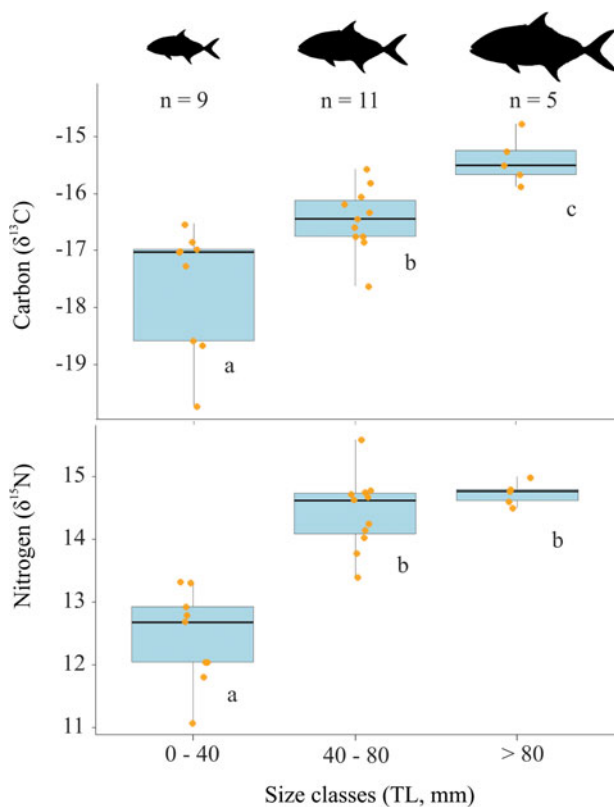 n = 9 n = 11 n = 5
Carbon (δ¹³C)
-15
-16
-17
-18
-19
a
b
c
Nitrogen (δ¹⁵N)
15
14
13
12
11
a
b
b
0 - 40 40 - 80 > 80
Size classes (TL, mm)